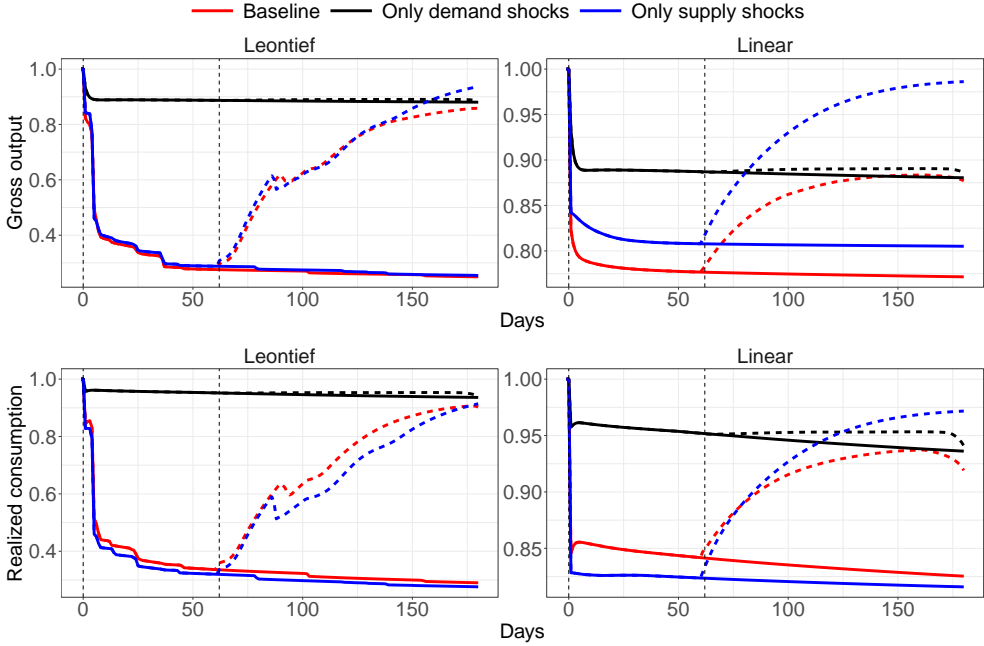 Baseline Only demand shocks Only supply shocks
Leontief Linear
Gross output
1.0
0.8
0.6
0.4
0 50 100 150
1.00
0.90
0.85
0.80
0 50 100 150
Days
Leontief Linear
Realized consumption
1.0
0.8
0.6
0.4
0 50 100 150
1.00
0.95
0.90
0.85
0 50 100 150
Days